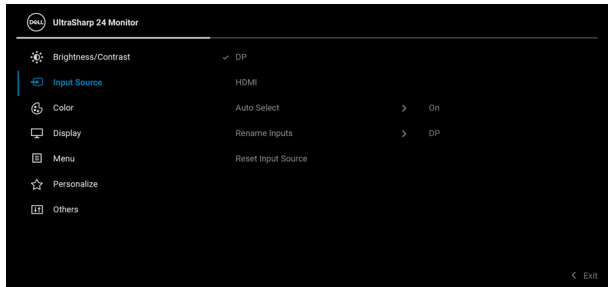 DELL UltraSharp 24 Monitor
Brightness/Contrast ✓ DP
Input Source HDMI
Color Auto Select > On
Display Rename Inputs > DP
Menu Reset Input Source
Personalize
Others
< Exit